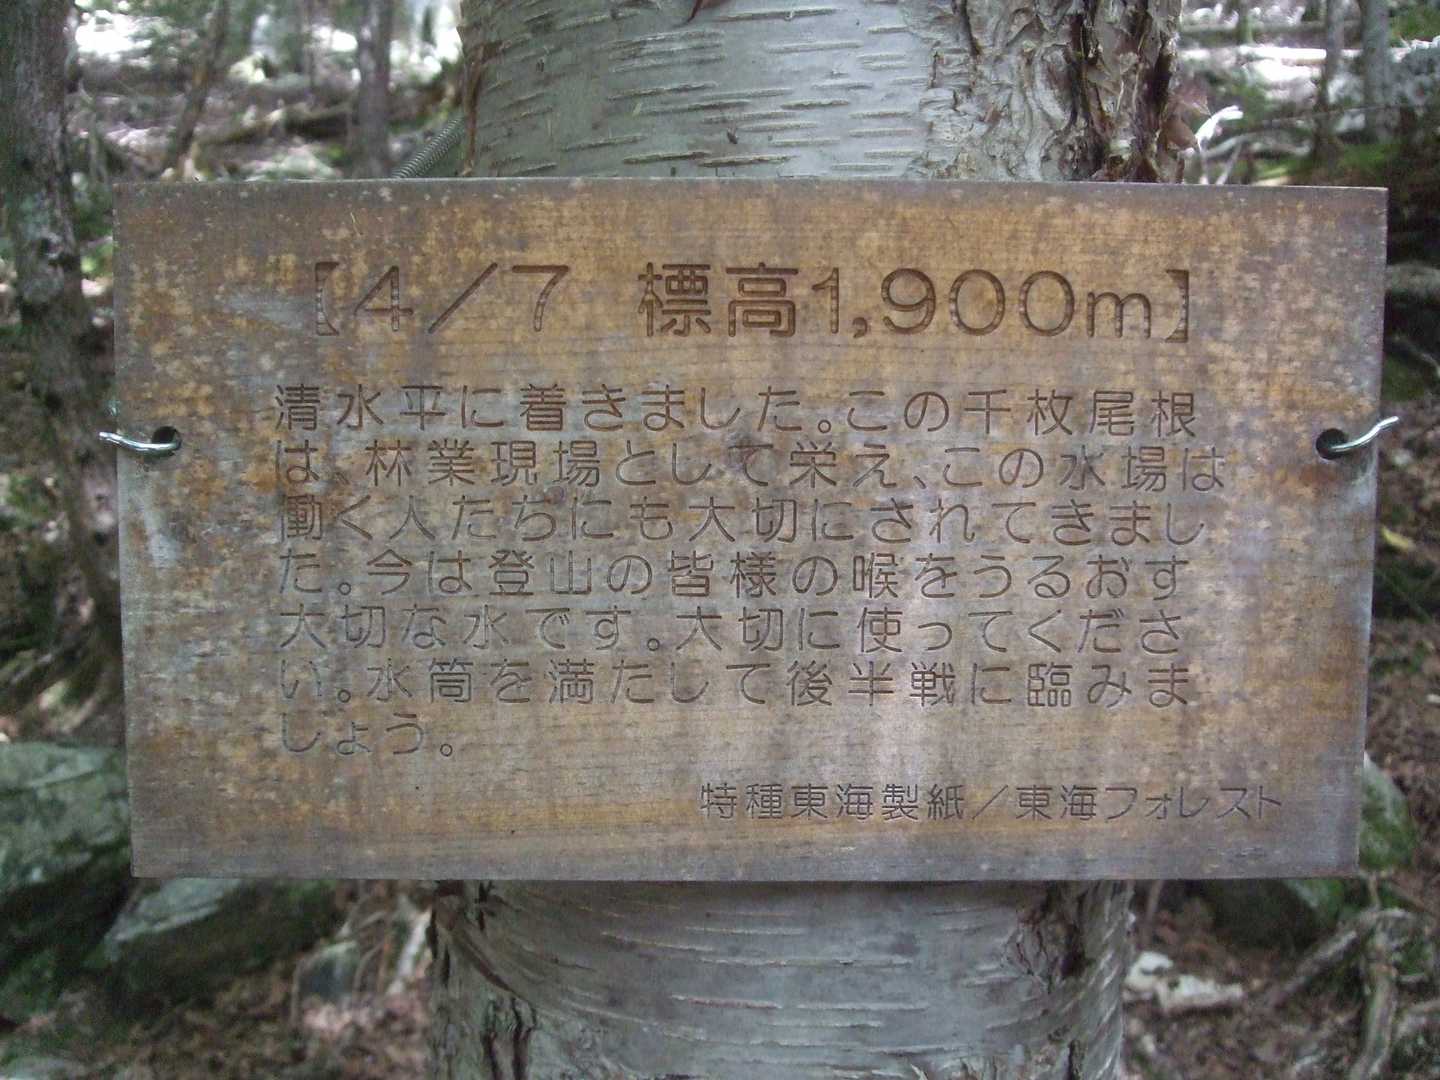 【4／7　標高1,900m】
清水平に着きました。この千枚尾根
は、林業現場として栄え、この水場は
働く人たちにも大切にされてきまし
た。今は登山の皆様の喉をうるおす
大切な水です。大切に使ってくださ
い。水筒を満たして後半戦に臨みま
しょう。
特種東海製紙／東海フォレスト